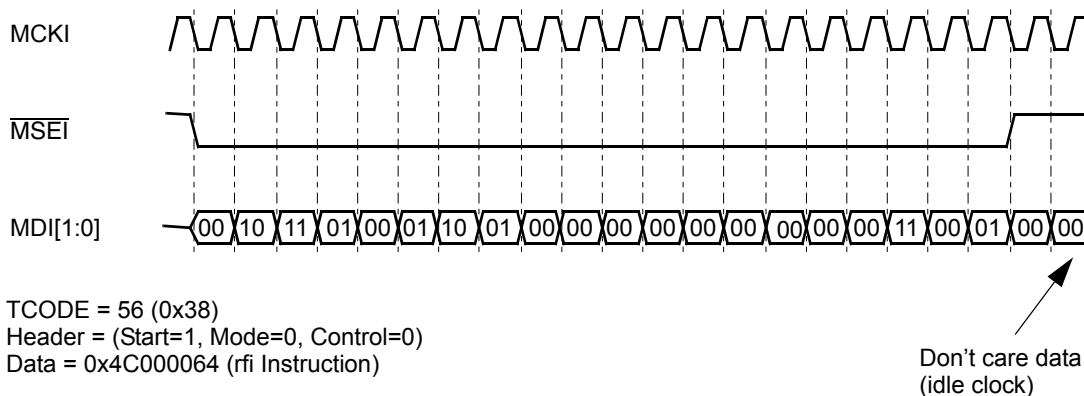 MCKI
MSEI
MDI[1:0] 00 10 11 01 00 01 10 01 00 00 00 00 00 00 00 00 00 11 00 01 00 00
TCODE = 56 (0x38)
Header = (Start=1, Mode=0, Control=0)
Data = 0x4C000064 (rfi Instruction)
Don't care data
(idle clock)